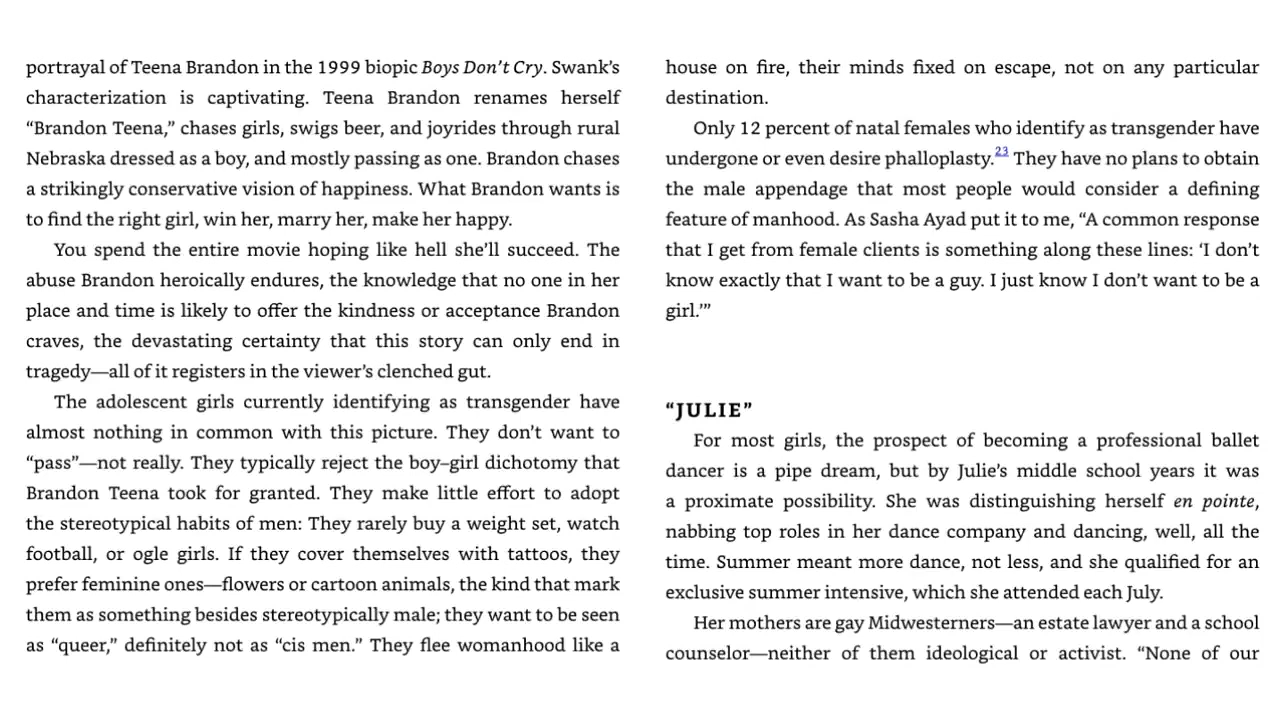 portrayal of Teena Brandon in the 1999 biopic Boys Don’t Cry. Swank’s
characterization is captivating. Teena Brandon renames herself
“Brandon Teena,” chases girls, swigs beer, and joyrides through rural
Nebraska dressed as a boy, and mostly passing as one. Brandon chases
a strikingly conservative vision of happiness. What Brandon wants is
to find the right girl, win her, marry her, make her happy.
You spend the entire movie hoping like hell she’ll succeed. The
abuse Brandon heroically endures, the knowledge that no one in her
place and time is likely to offer the kindness or acceptance Brandon
craves, the devastating certainty that this story can only end in
tragedy—all of it registers in the viewer’s clenched gut.
The adolescent girls currently identifying as transgender have
almost nothing in common with this picture. They don’t want to
“pass”—not really. They typically reject the boy–girl dichotomy that
Brandon Teena took for granted. They make little effort to adopt
the stereotypical habits of men: They rarely buy a weight set, watch
football, or ogle girls. If they cover themselves with tattoos, they
prefer feminine ones—flowers or cartoon animals, the kind that mark
them as something besides stereotypically male; they want to be seen
as “queer,” definitely not as “cis men.” They flee womanhood like a
house on fire, their minds fixed on escape, not on any particular
destination.
Only 12 percent of natal females who identify as transgender have
undergone or even desire phalloplasty.23 They have no plans to obtain
the male appendage that most people would consider a defining
feature of manhood. As Sasha Ayad put it to me, “A common response
that I get from female clients is something along these lines: ‘I don’t
know exactly that I want to be a guy. I just know I don’t want to be a
girl.’”
“JULIE”
For most girls, the prospect of becoming a professional ballet
dancer is a pipe dream, but by Julie’s middle school years it was
a proximate possibility. She was distinguishing herself en pointe,
nabbing top roles in her dance company and dancing, well, all the
time. Summer meant more dance, not less, and she qualified for an
exclusive summer intensive, which she attended each July.
Her mothers are gay Midwesterners—an estate lawyer and a school
counselor—neither of them ideological or activist. “None of our